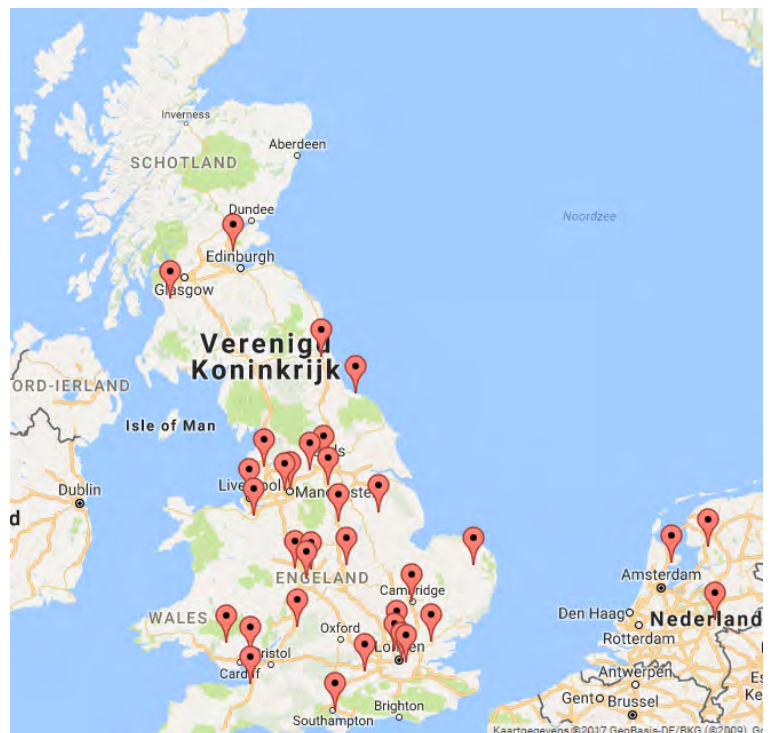 Inverness
Aberdeen
SCHOTLAND
Dundee
Noordzee
Edinburgh
Glasgow
Verenigd
Koninkrijk
ORD-IERLAND
Isle of Man
ds
Liverpool
Manchester
Dublin
d
ENGELAND
Cambridge
Amsterdam
WALES
Den Haag
Nederland
Oxford
Rotterdam
Londen
Bristol
Cardiff
Antwerpen
Brighton
Gent
Brussel
Southampton
Kaartgegevens ©2017 GeoBasis-DE/BKG (©2009), Go